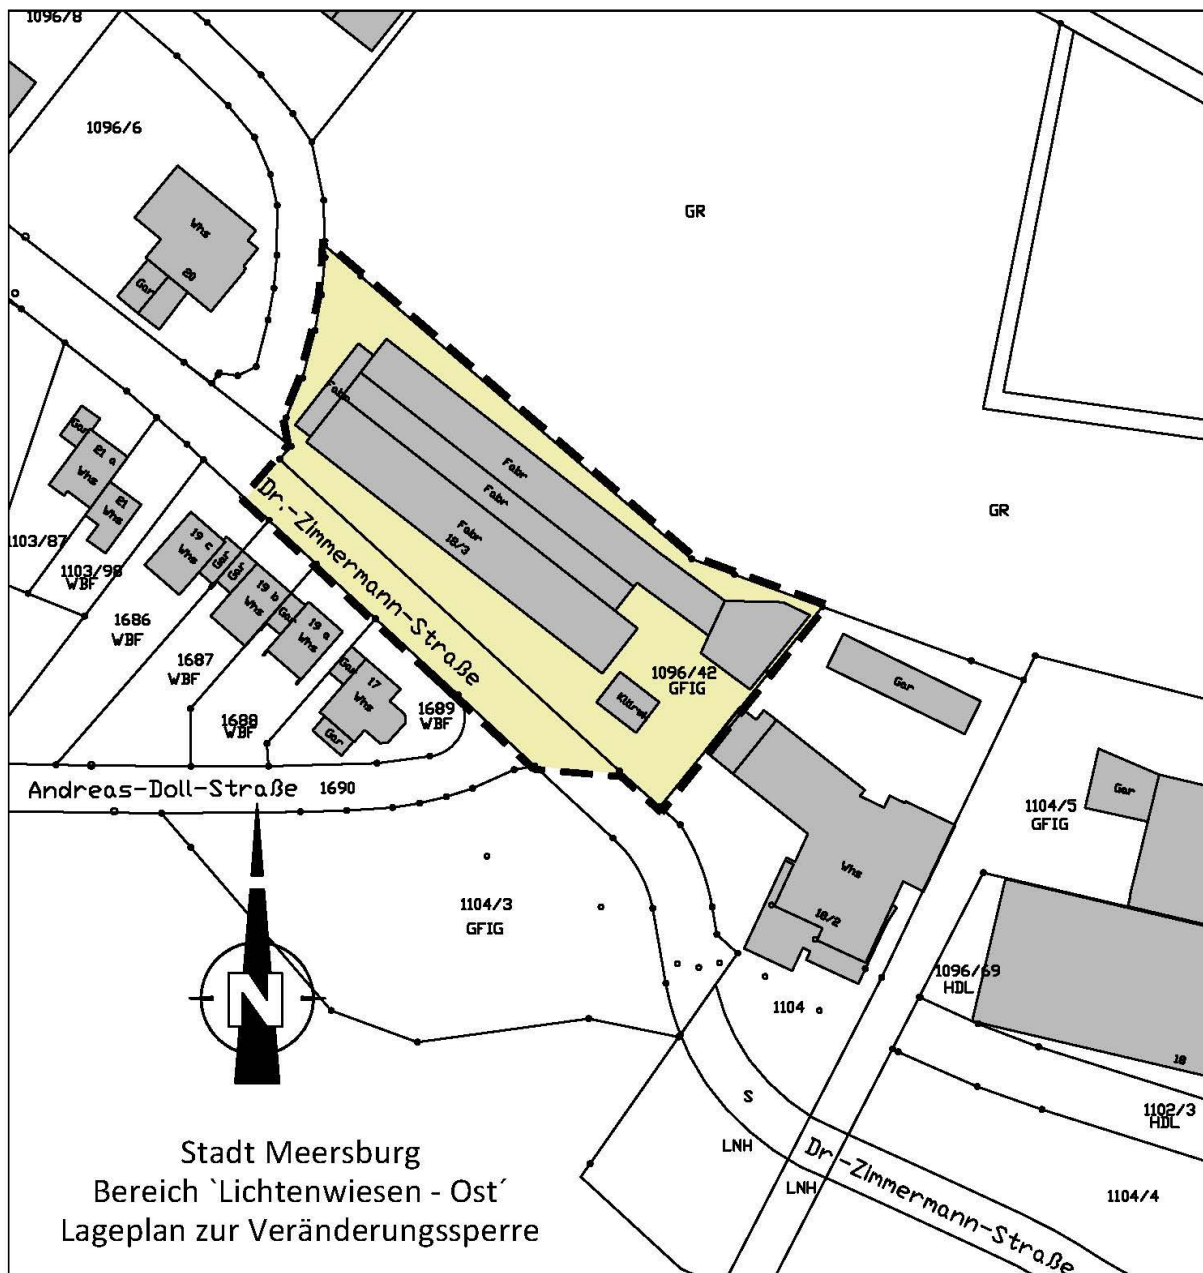 1096/8
1096/6
GR
Whs
20
Gar
Fabr
Fabr
Fabr
Fabr
18/3
GR
Gar
21 a
Whs
21
Whs
Dr.-Zimmermann-Straße
1103/87
1103/98
WBF
19 c
Whs
Gar
Gar
19 b
Whs
Gar
19 a
Whs
1686
WBF
1687
WBF
1688
WBF
Gar
17
Whs
Gar
1689
WBF
1096/42
GFIG
Gar
Andreas-Doll-Straße
1690
1104/5
GFIG
Gar
Whs
18/2
1104/3
GFIG
1096/69
HDL
N
1104
18
S
1102/3
HDL
LNH
LNH
Dr.-Zimmermann-Straße
1104/4
Stadt Meersburg
Bereich `Lichtenwiesen - Ost´
Lageplan zur Veränderungssperre